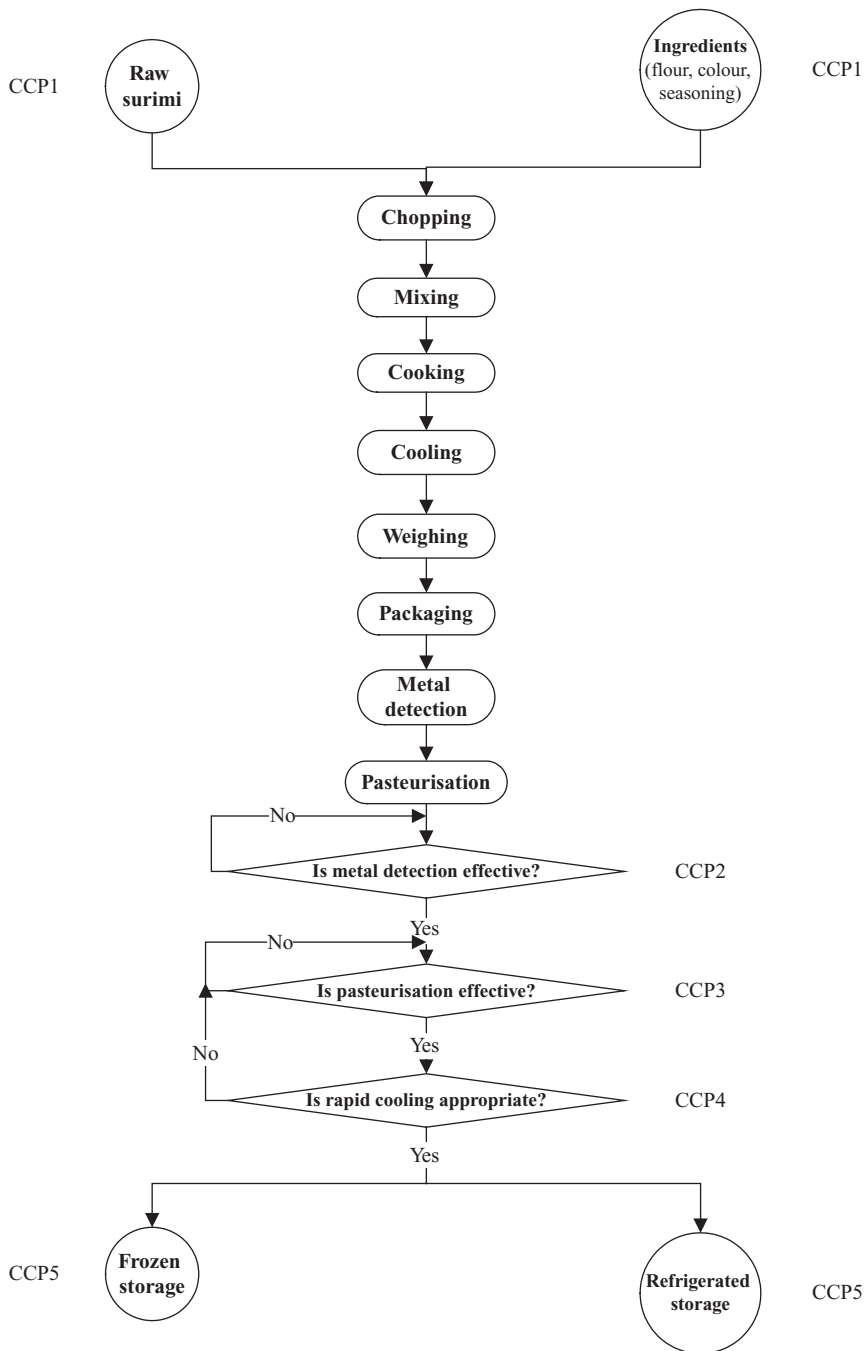 CCP1
Raw
surimi
Ingredients
(flour, colour,
seasoning)
CCP1
Chopping
Mixing
Cooking
Cooling
Weighing
Packaging
Metal
detection
Pasteurisation
No
Is metal detection effective?
CCP2
Yes
No
Is pasteurisation effective?
CCP3
Yes
No
Is rapid cooling appropriate?
CCP4
Yes
CCP5
Frozen
storage
Refrigerated
storage
CCP5